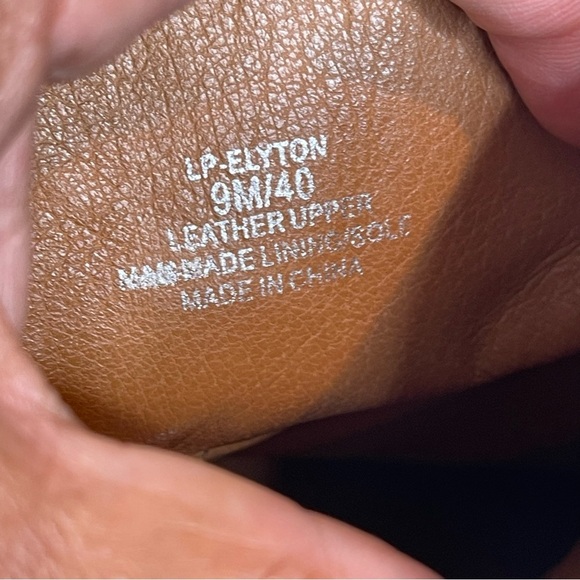 LP-ELYTON
9M/40
LEATHER UPPER
MAN-MADE LINING/SOLE
MADE IN CHINA